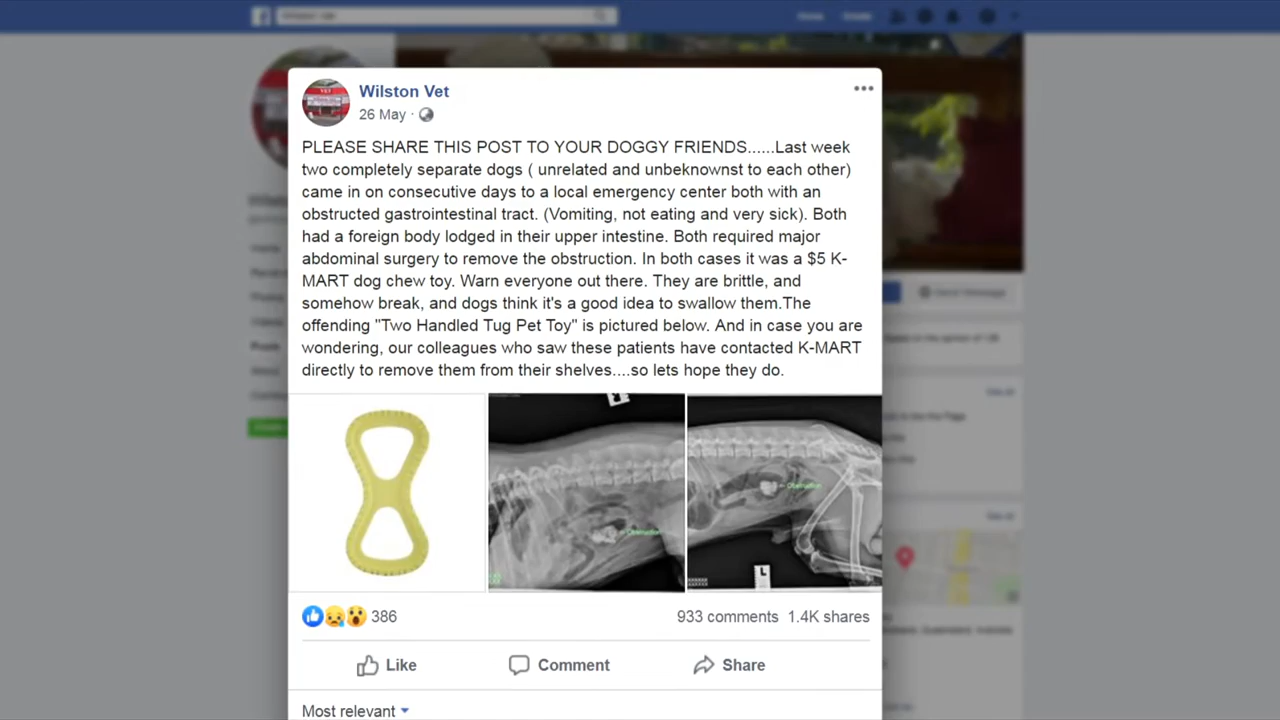 Wilston Vet
26 May ·
PLEASE SHARE THIS POST TO YOUR DOGGY FRIENDS......Last week
two completely separate dogs ( unrelated and unbeknownst to each other)
came in on consecutive days to a local emergency center both with an
obstructed gastrointestinal tract. (Vomiting, not eating and very sick). Both
had a foreign body lodged in their upper intestine. Both required major
abdominal surgery to remove the obstruction. In both cases it was a $5 K-
MART dog chew toy. Warn everyone out there. They are brittle, and
somehow break, and dogs think it's a good idea to swallow them.The
offending "Two Handled Tug Pet Toy" is pictured below. And in case you are
wondering, our colleagues who saw these patients have contacted K-MART
directly to remove them from their shelves....so lets hope they do.
Obstruction
Obstruction
L
386
933 comments 1.4K shares
Like
Comment
Share
Most relevant